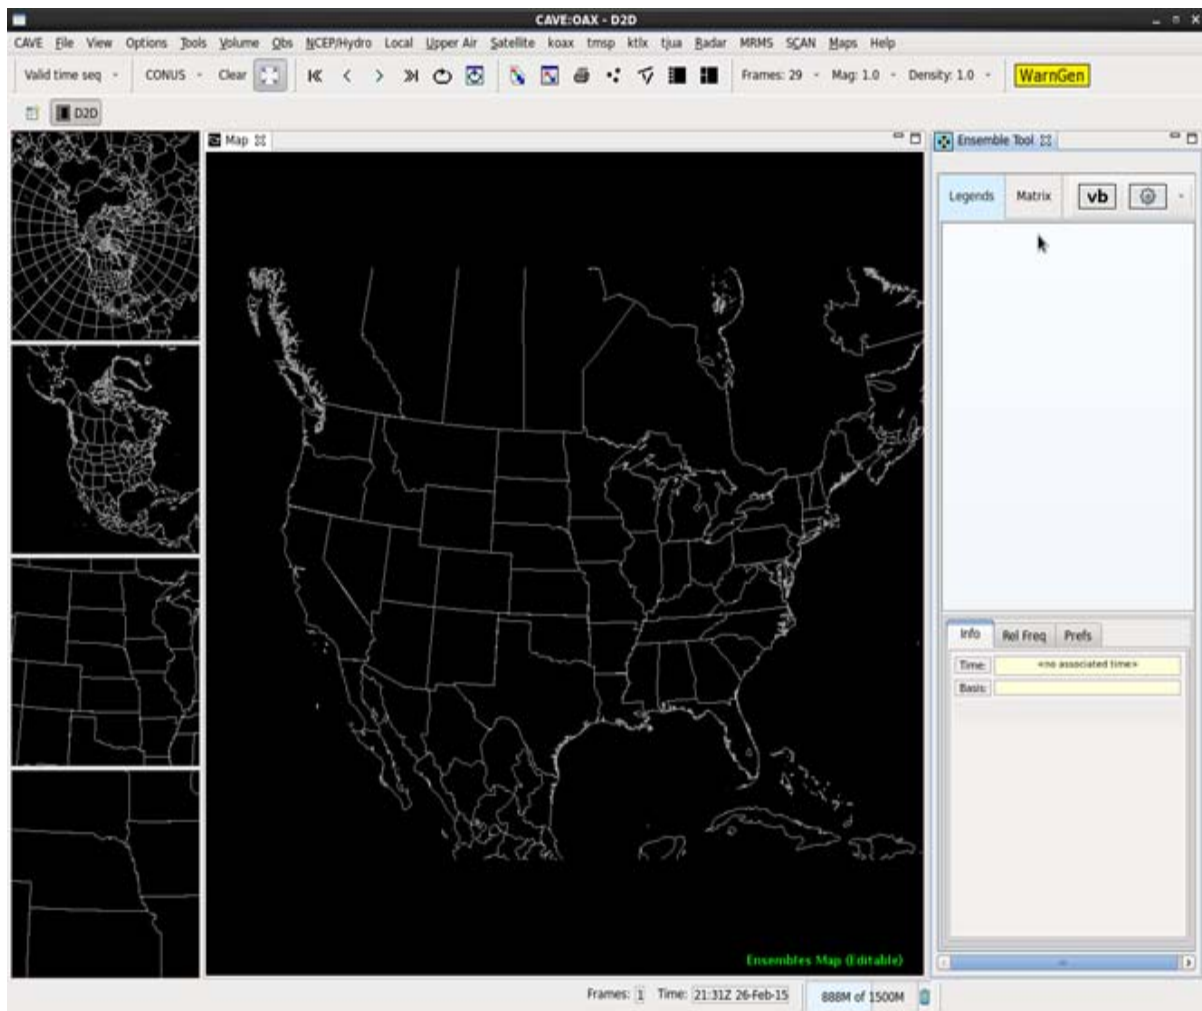 CAVE:OAX - D2D
CAVE File View Options Tools Volume Obs NCEP/Hydro Local Upper Air Satellite koax tmsp ktlx tjua Radar MRMS SCAN Maps Help
Valid time seq CONUS Clear Frames: 29 Mag: 1.0 Density: 1.0 WarnGen
D2D
Map Ensemble Tool
Legends Matrix vb
Info Rel Freq Prefs
Time: <no associated time>
Basis:
Ensembles Map (Editable)
Frames: 1 Time: 21:31Z 26-Feb-15 888M of 1500M